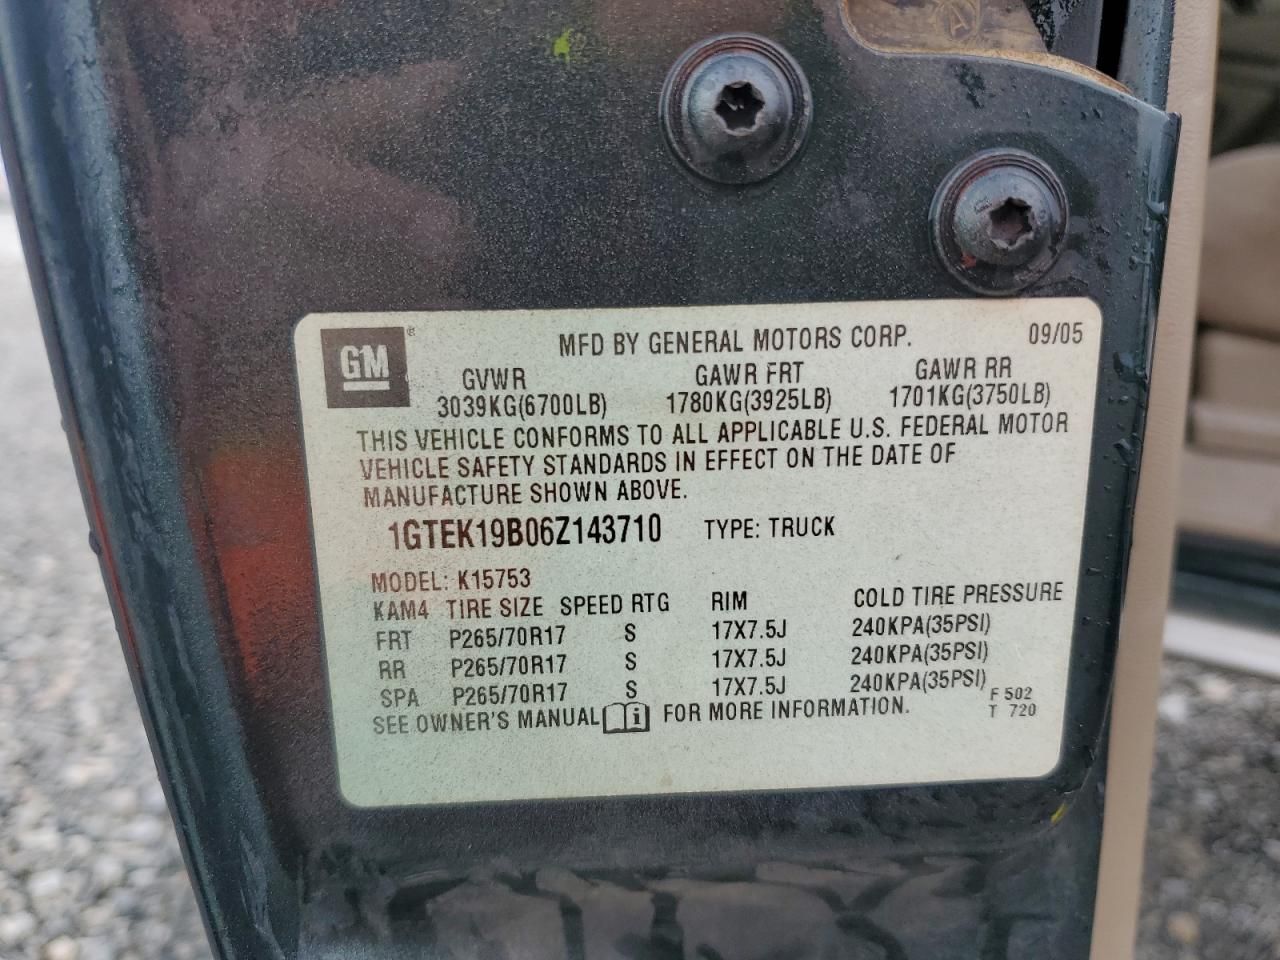 GM® MFD BY GENERAL MOTORS CORP. 09/05
GVWR GAWR FRT GAWR RR
3039KG(6700LB) 1780KG(3925LB) 1701KG(3750LB)
THIS VEHICLE CONFORMS TO ALL APPLICABLE U.S. FEDERAL MOTOR
VEHICLE SAFETY STANDARDS IN EFFECT ON THE DATE OF
MANUFACTURE SHOWN ABOVE.
1GTEK19B06Z143710 TYPE: TRUCK
MODEL: K15753
KAM4 TIRE SIZE SPEED RTG RIM COLD TIRE PRESSURE
FRT P265/70R17 S 17X7.5J 240KPA(35PSI)
RR P265/70R17 S 17X7.5J 240KPA(35PSI)
SPA P265/70R17 S 17X7.5J 240KPA(35PSI) F 502
SEE OWNER'S MANUAL i FOR MORE INFORMATION. T 720